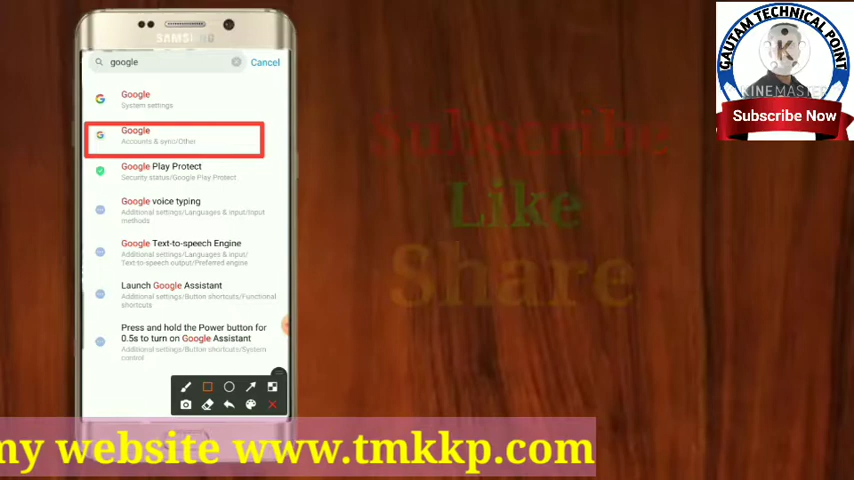 SAMSUNG
google
Cancel
Google
System settings
Google
Accounts & sync/Other
Google Play Protect
Security status/Google Play Protect
Google voice typing
Additional settings/Languages & input/Input
methods
Google Text-to-speech Engine
Additional settings/Languages & input/
Text-to-speech output/Preferred engine
Launch Google Assistant
Additional settings/Button shortcuts/Functional
shortcuts
Press and hold the Power button for
0.5s to turn on Google Assistant
Additional settings/Button shortcuts/System
control
Subscribe
Like
Share
GAUTAM TECHNICAL POINT
K
KINEMASTER
Subscribe Now
my website www.tmkkp.com